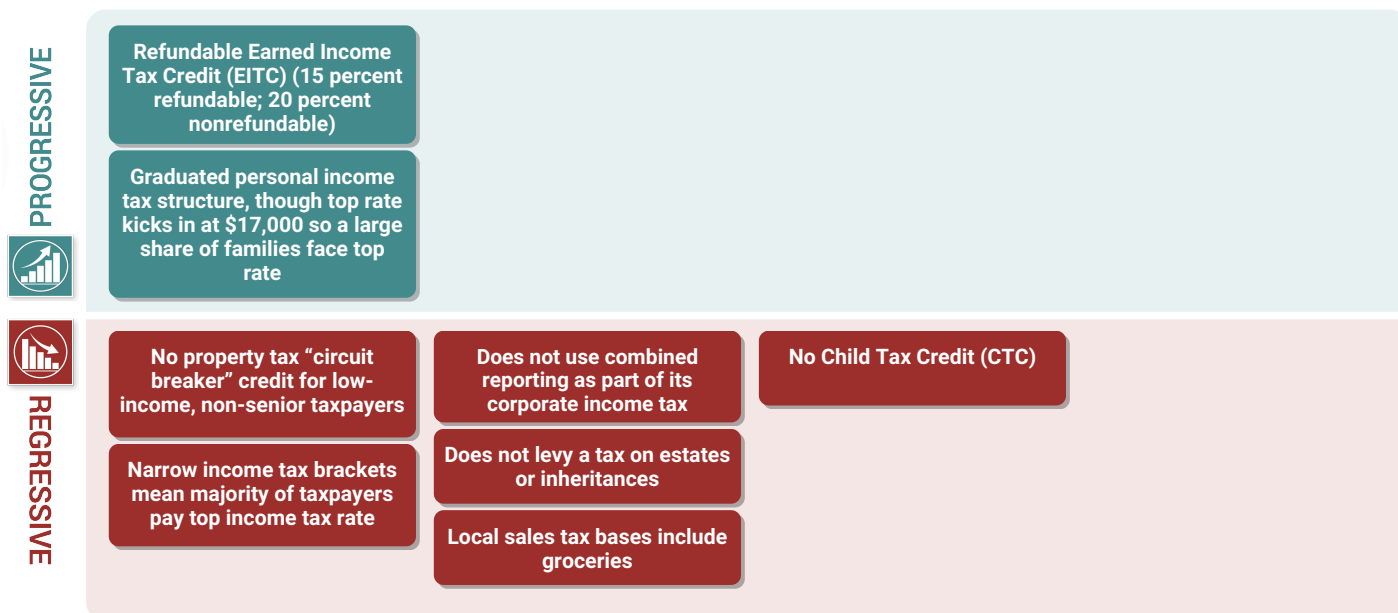 PROGRESSIVE
Refundable Earned Income
Tax Credit (EITC) (15 percent
refundable; 20 percent
nonrefundable)
Graduated personal income
tax structure, though top rate
kicks in at $17,000 so a large
share of families face top
rate
REGRESSIVE
No property tax “circuit
breaker” credit for low-
income, non-senior taxpayers
Narrow income tax brackets
mean majority of taxpayers
pay top income tax rate
Does not use combined
reporting as part of its
corporate income tax
Does not levy a tax on estates
or inheritances
Local sales tax bases include
groceries
No Child Tax Credit (CTC)